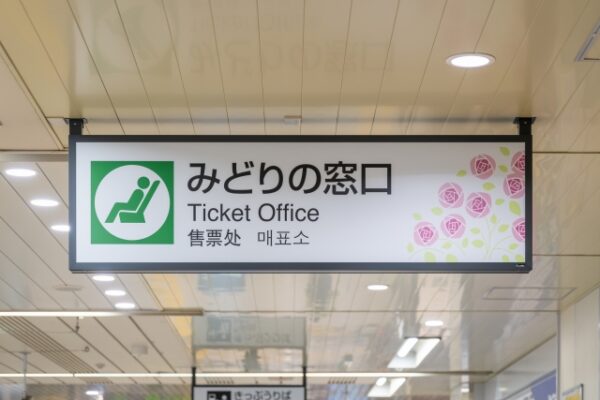 みどりの窓口
Ticket Office
售票处 매표소
きっぷうりば